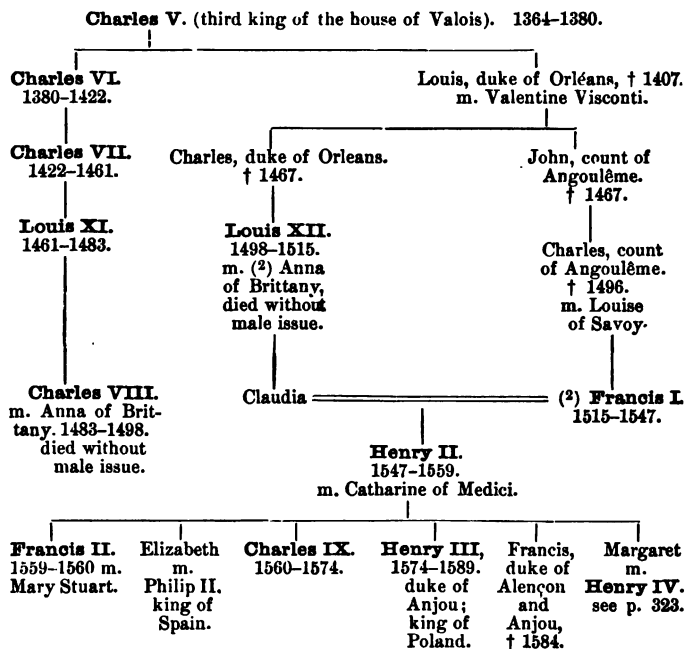 Charles V. (third king of the house of Valois). 1364-1380.
Charles VI.
1380-1422.
Louis, duke of Orléans, † 1407.
m. Valentine Visconti.
Charles VII.
1422-1461.
Charles, duke of Orleans.
† 1467.
John, count of
Angoulême.
† 1467.
Louis XI.
1461-1483.
Louis XII.
1498-1515.
m. (²) Anna
of Brittany,
died without
male issue.
Charles, count
of Angoulême.
† 1496.
m. Louise
of Savoy.
Charles VIII.
m. Anna of Brit-
tany. 1483-1498.
died without
male issue.
Claudia
(²) Francis I.
1515-1547.
Henry II.
1547-1559.
m. Catharine of Medici.
Francis II.
1559-1560 m.
Mary Stuart.
Elizabeth
m.
Philip II.
king of
Spain.
Charles IX.
1560-1574.
Henry III,
1574-1589.
duke of
Anjou;
king of
Poland.
Francis,
duke of
Alençon
and
Anjou,
† 1584.
Margaret
m.
Henry IV.
see p. 323.